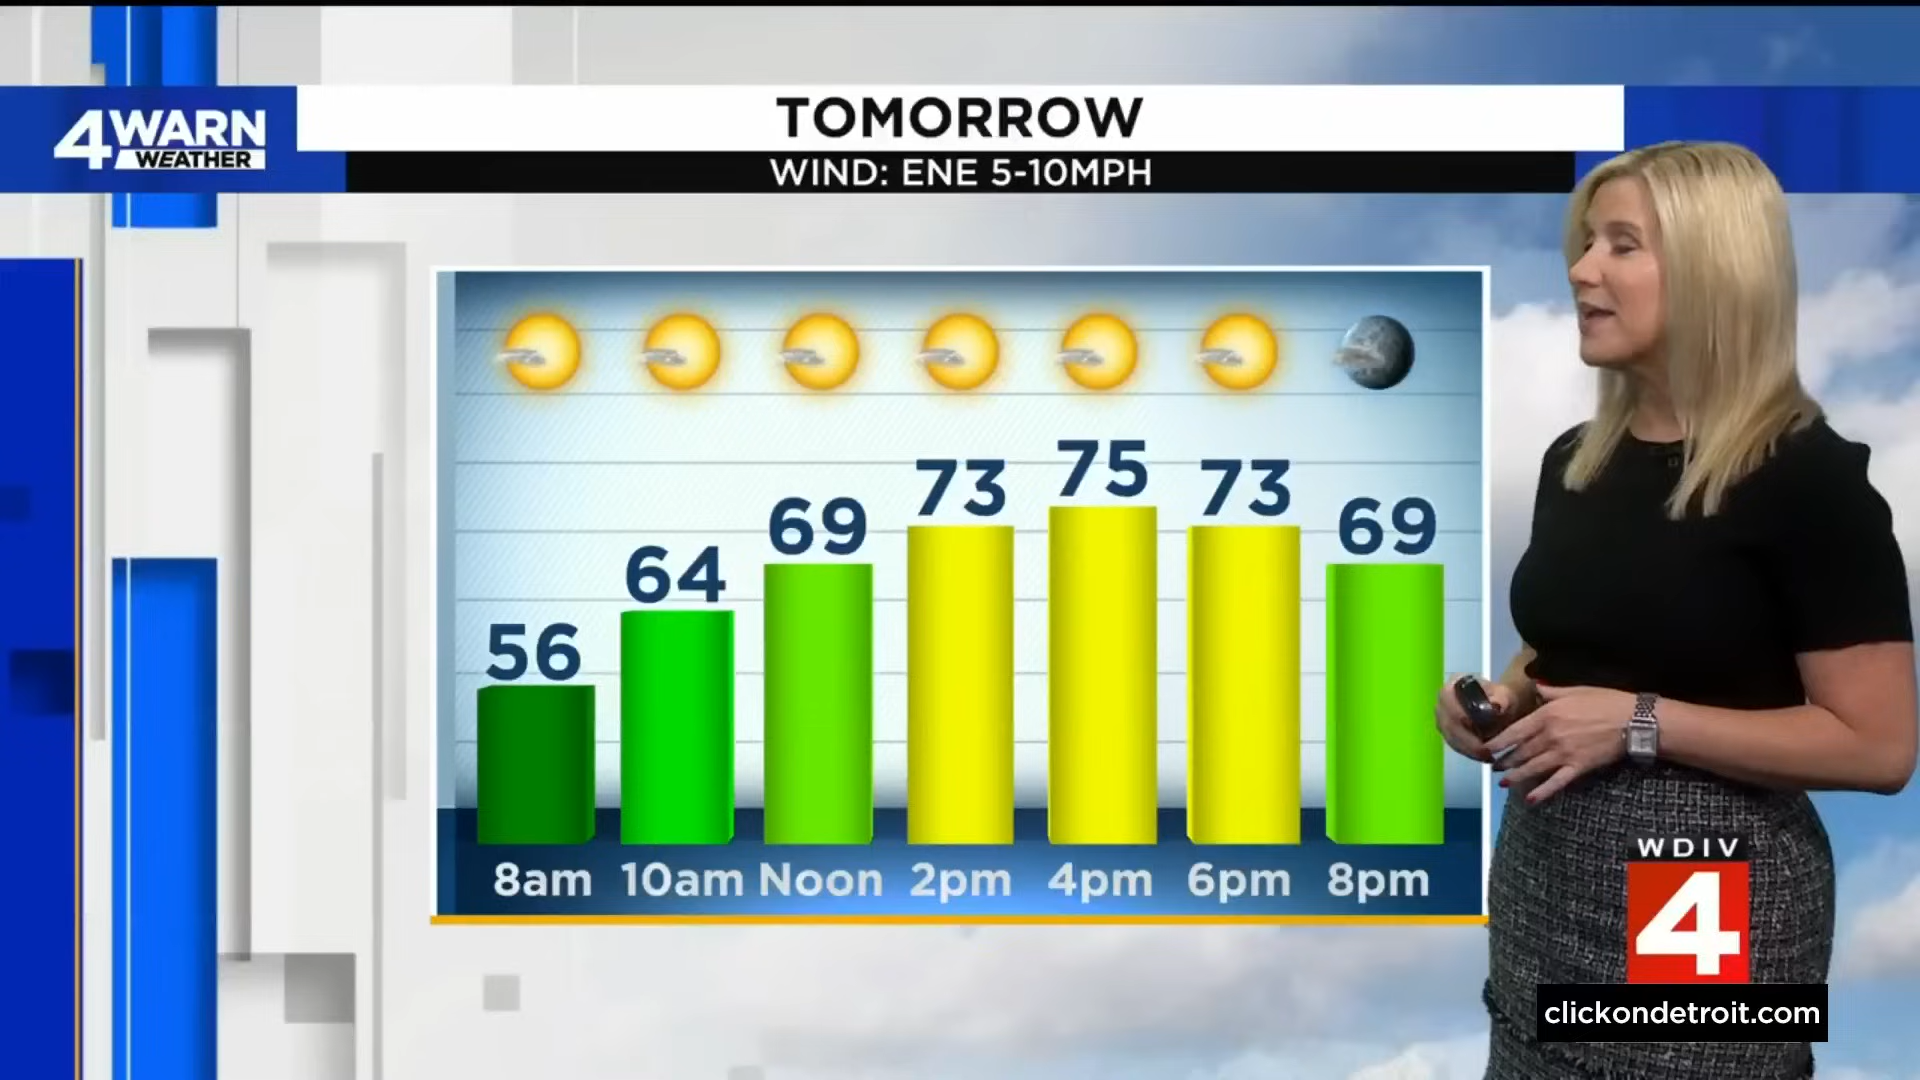 4WARN
WEATHER
TOMORROW
WIND: ENE 5-10MPH
56 64 69 73 75 73 69
8am 10am Noon 2pm 4pm 6pm 8pm
WDIV
4
clickondetroit.com